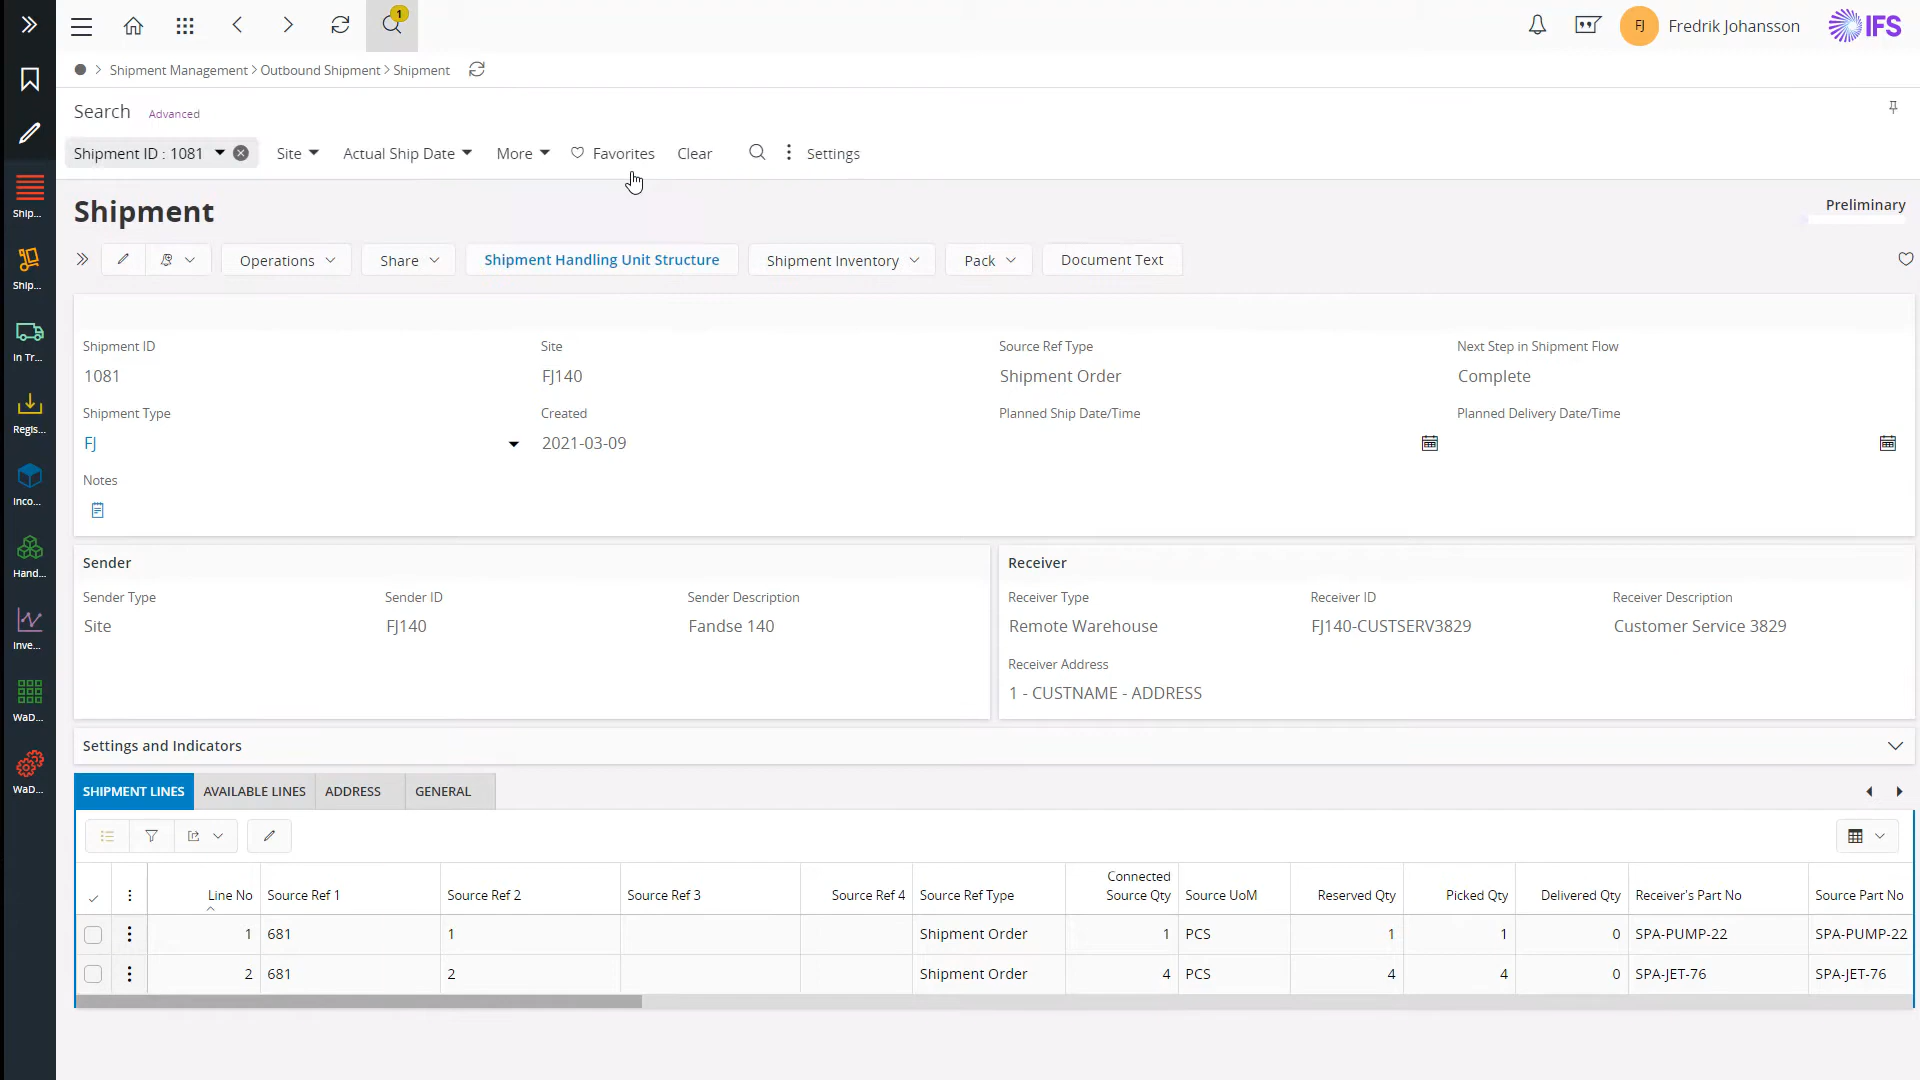 1
FJ Fredrik Johansson IFS
Shipment Management > Outbound Shipment > Shipment
Search Advanced
Shipment ID : 1081 Site Actual Ship Date More Favorites Clear Settings
Shipment
Preliminary
Operations Share Shipment Handling Unit Structure Shipment Inventory Pack Document Text
Shipment ID Site Source Ref Type Next Step in Shipment Flow
1081 FJ140 Shipment Order Complete
Shipment Type Created Planned Ship Date/Time Planned Delivery Date/Time
FJ 2021-03-09
Notes
Sender Receiver
Sender Type Sender ID Sender Description Receiver Type Receiver ID Receiver Description
Site FJ140 Fandse 140 Remote Warehouse FJ140-CUSTSERV3829 Customer Service 3829
Receiver Address
1 - CUSTNAME - ADDRESS
Settings and Indicators
SHIPMENT LINES AVAILABLE LINES ADDRESS GENERAL
Line No Source Ref 1 Source Ref 2 Source Ref 3 Source Ref 4 Source Ref Type Connected Source Qty Source UoM Reserved Qty Picked Qty Delivered Qty Receiver's Part No Source Part No
1 681 1 Shipment Order 1 PCS 1 1 0 SPA-PUMP-22 SPA-PUMP-22
2 681 2 Shipment Order 4 PCS 4 4 0 SPA-JET-76 SPA-JET-76
Ship...
Ship...
In Tr...
Regis...
Inco...
Hand...
Inve...
WaD...
WaD...